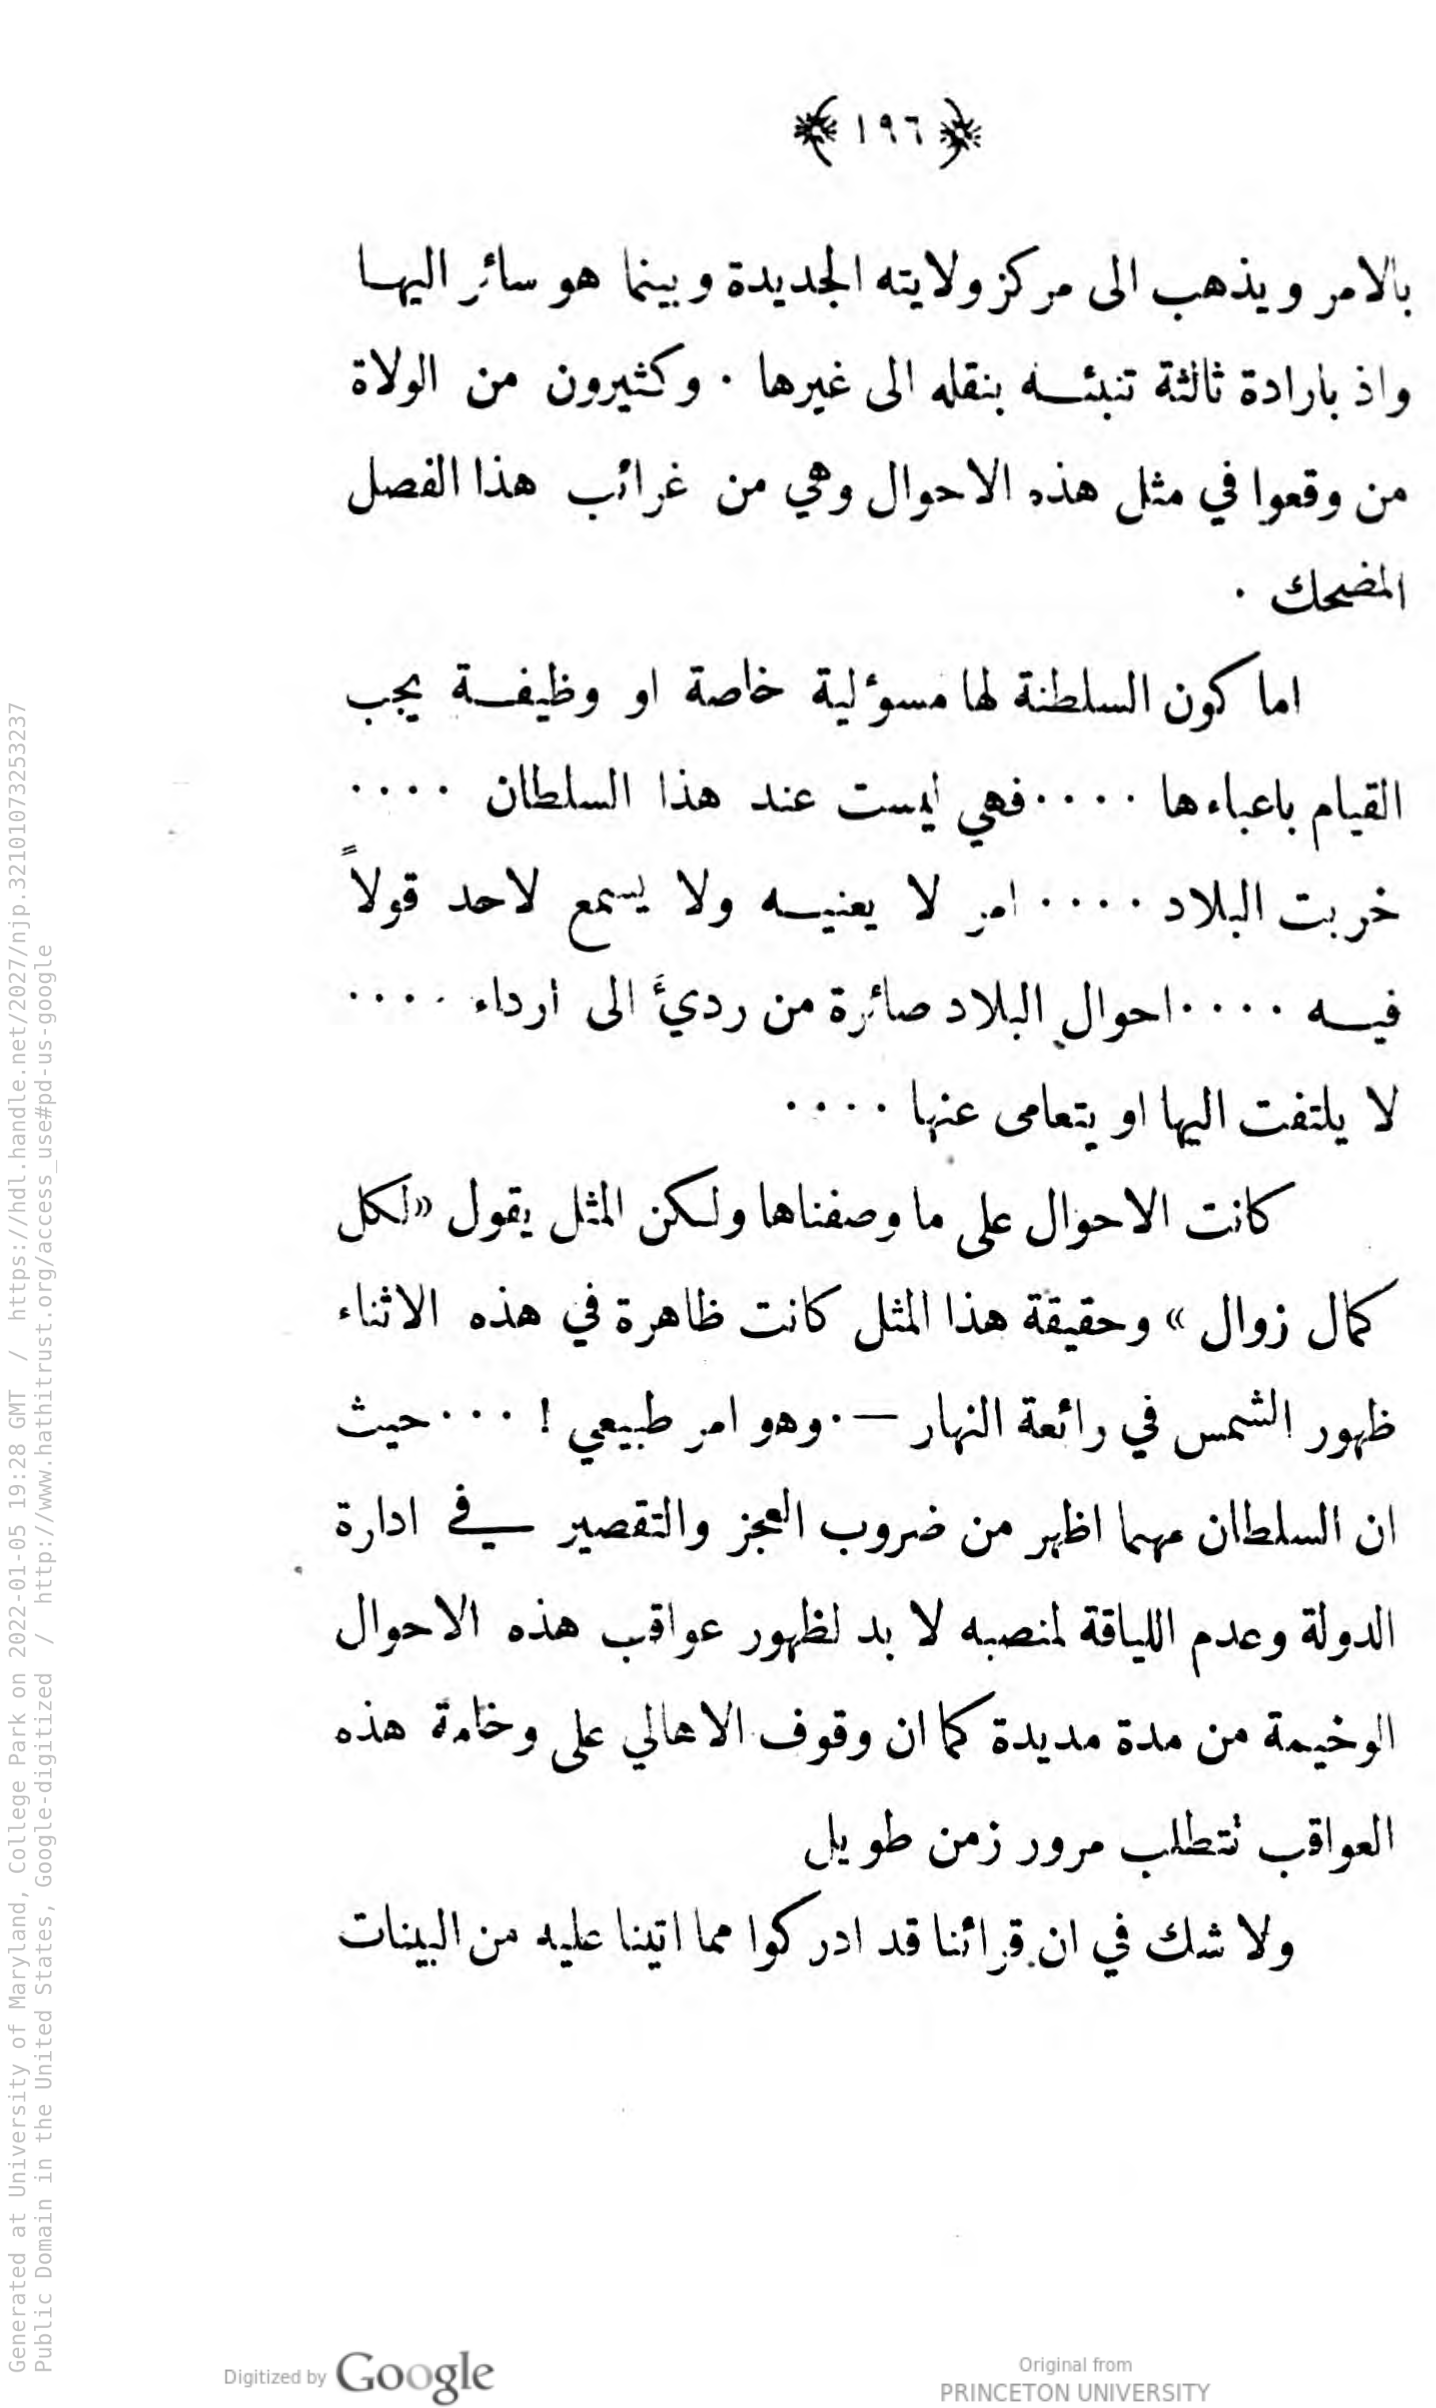 ﴿ ١٩٦ ﴾
بالامر ويذهب الى مركز ولايته الجديدة وبينما هو سائر اليها
واذ بارادة ثالثة تنبئه بنقله الى غيرها . وكثيرون من الولاة
من وقعوا في مثل هذه الاحوال وهي من غرائب هذا الفصل
المضحك .
اما كون السلطنة لها مسوٴلية خاصة او وظيفة يجب
القيام باعباءها ....فهي ليست عند هذا السلطان ....
خربت البلاد .... امر لا يعنيه ولا يسمع لاحد قولاً
فيه ....احوال البلاد صائرة من رديءٍ الى ارداء ....
لا يلتفت اليها او يتعامى عنها ....
كانت الاحوال على ما وصفناها ولكن المثل يقول «لكل
كمال زوال » وحقيقة هذا المثل كانت ظاهرة في هذه الاثناء
ظهور الشمس في رائعة النهار —.وهو امر طبيعي ! ...حيث
ان السلطان مهما اظهر من ضروب العجز والتقصير في ادارة
الدولة وعدم اللياقة لمنصبه لا بد لظهور عواقب هذه الاحوال
الوخيمة من مدة مديدة كما ان وقوف الاهالي على وخامة هذه
العواقب تتطلب مرور زمن طويل
ولا شك في ان قرائنا قد ادركوا مما اتينا عليه من البينات
Generated at University of Maryland, College Park on 2022-01-05 19:28 GMT / https://hdl.handle.net/2027/njp.32101073253237
Public Domain in the United States, Google-digitized / http://www.hathitrust.org/access_use#pd-us-google
Digitized by Google
Original from
PRINCETON UNIVERSITY